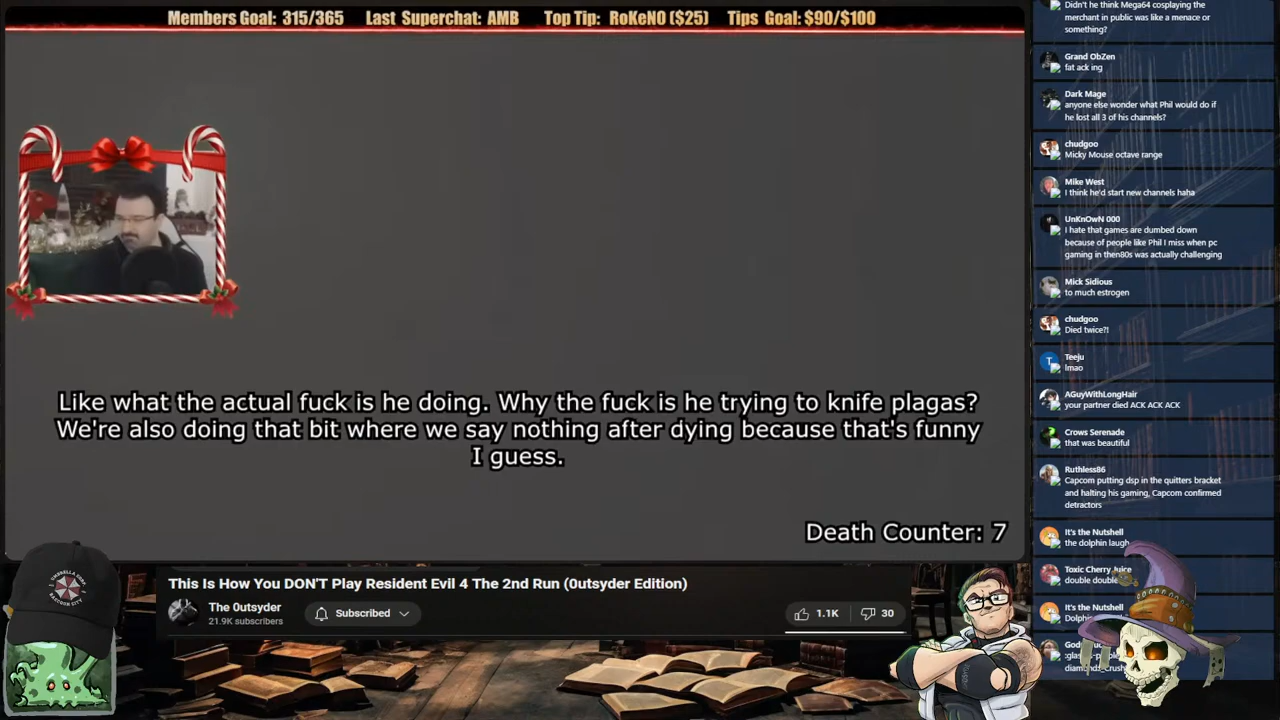 Members Goal: 315/365 Last Superchat: AMB Top Tip: RoKeN0 ($25) Tips Goal: $90/$100
Like what the actual fuck is he doing. Why the fuck is he trying to knife plagas?
We're also doing that bit where we say nothing after dying because that's funny
I guess.
Death Counter: 7
This Is How You DON'T Play Resident Evil 4 The 2nd Run (0utsyder Edition)
The 0utsyder
21.9K subscribers
Subscribed
1.1K
30
UMBRELLA CORP.
RACCOON CITY
Didn't he think Mega64 cosplaying the
merchant in public was like a menace or
something?
Grand ObZen
fat ack ing
Dark Mage
anyone else wonder what Phil would do if
he lost all 3 of his channels?
chudgoo
Micky Mouse octave range
Mike West
I think he'd start new channels haha
UnKnOwN 000
I hate that games are dumbed down
because of people like Phil I miss when pc
gaming in then80s was actually challenging
Mick Sidious
to much estrogen
chudgoo
Died twice?!
T
Teeju
lmao
AGuyWithLongHair
your partner died ACK ACK ACK
Crows Serenade
that was beautiful
Ruthless86
Capcom putting dsp in the quitters bracket
and halting his gaming, Capcom confirmed
detractors
It's the Nutshell
the dolphin laugh
Toxic Cherry Juice
double double
It's the Nutshell